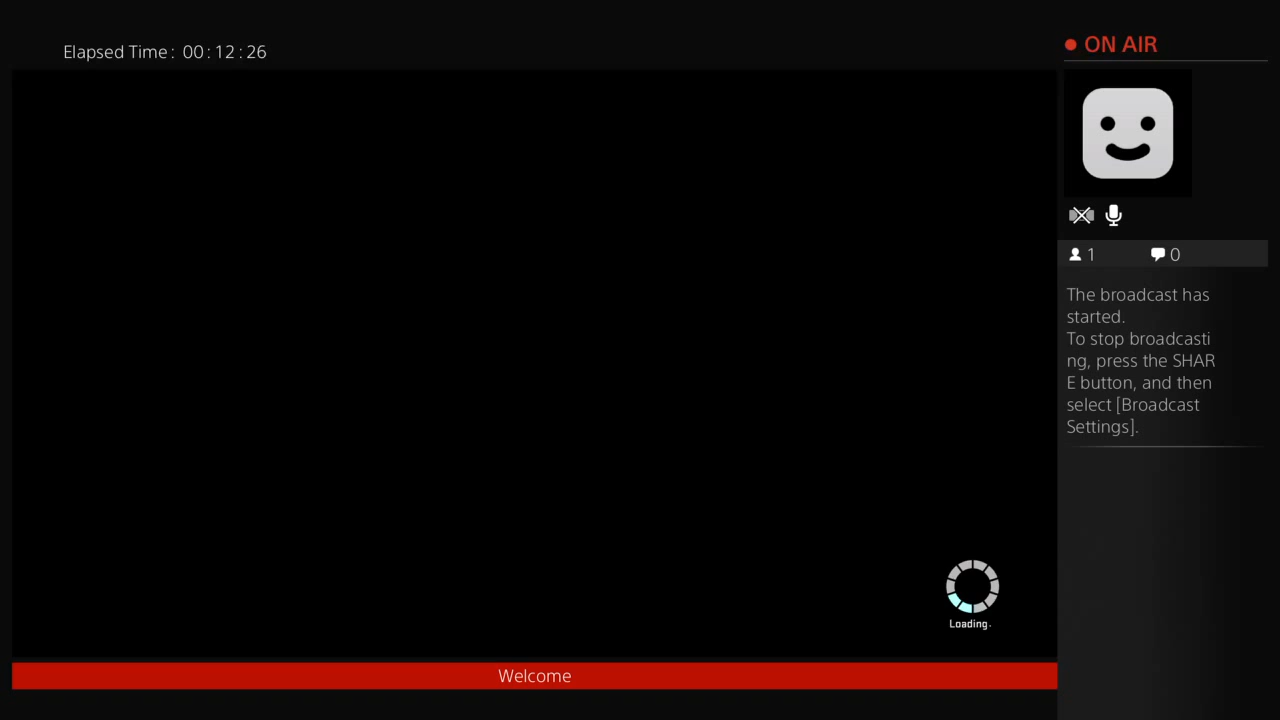 Elapsed Time: 00:12:26
ON AIR
1
0
The broadcast has
started.
To stop broadcasti
ng, press the SHAR
E button, and then
select [Broadcast
Settings].
Loading.
Welcome